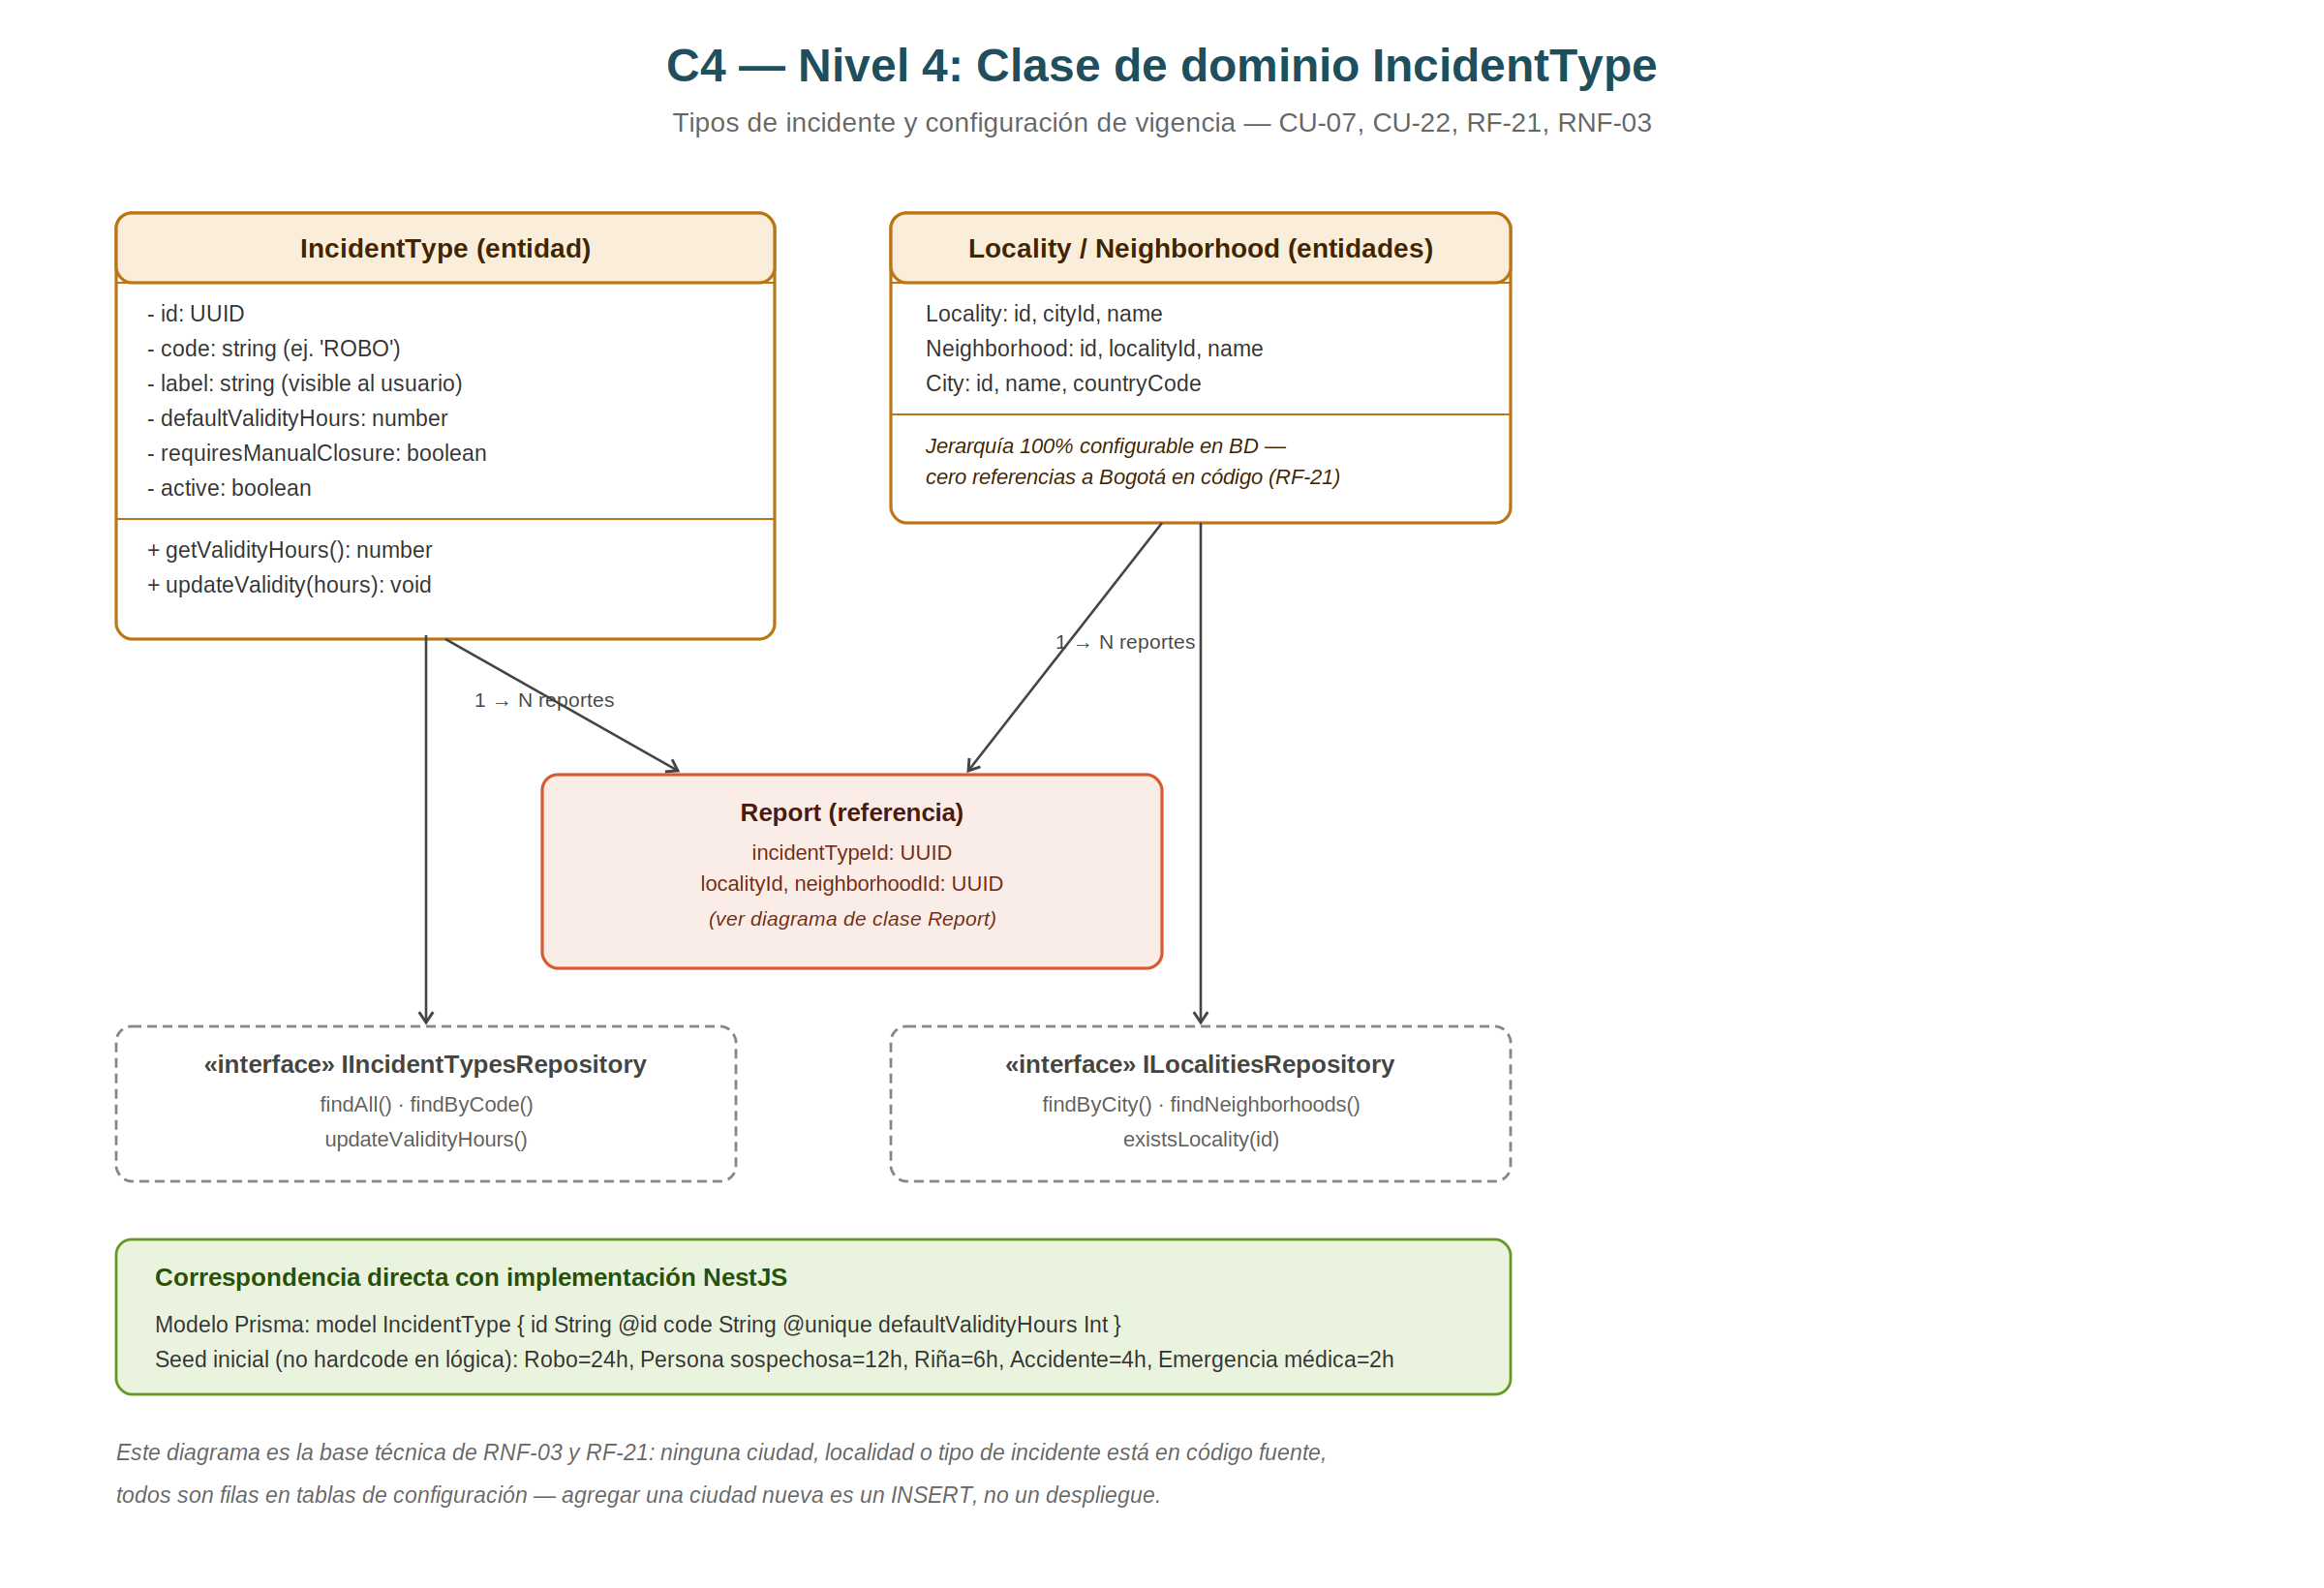 C4 — Nivel 4: Clase de dominio IncidentType
Tipos de incidente y configuración de vigencia — CU-07, CU-22, RF-21, RNF-03
IncidentType (entidad)
- id: UUID
- code: string (ej. 'ROBO')
- label: string (visible al usuario)
- defaultValidityHours: number
- requiresManualClosure: boolean
- active: boolean
+ getValidityHours(): number
+ updateValidity(hours): void
Locality / Neighborhood (entidades)
Locality: id, cityId, name
Neighborhood: id, localityId, name
City: id, name, countryCode
Jerarquía 100% configurable en BD —
cero referencias a Bogotá en código (RF-21)
1 → N reportes
1 → N reportes
Report (referencia)
incidentTypeId: UUID
localityId, neighborhoodId: UUID
(ver diagrama de clase Report)
«interface» IIncidentTypesRepository
findAll() · findByCode()
updateValidityHours()
«interface» ILocalitiesRepository
findByCity() · findNeighborhoods()
existsLocality(id)
Correspondencia directa con implementación NestJS
Modelo Prisma: model IncidentType { id String @id code String @unique defaultValidityHours Int }
Seed inicial (no hardcode en lógica): Robo=24h, Persona sospechosa=12h, Riña=6h, Accidente=4h, Emergencia médica=2h
Este diagrama es la base técnica de RNF-03 y RF-21: ninguna ciudad, localidad o tipo de incidente está en código fuente,
todos son filas en tablas de configuración — agregar una ciudad nueva es un INSERT, no un despliegue.